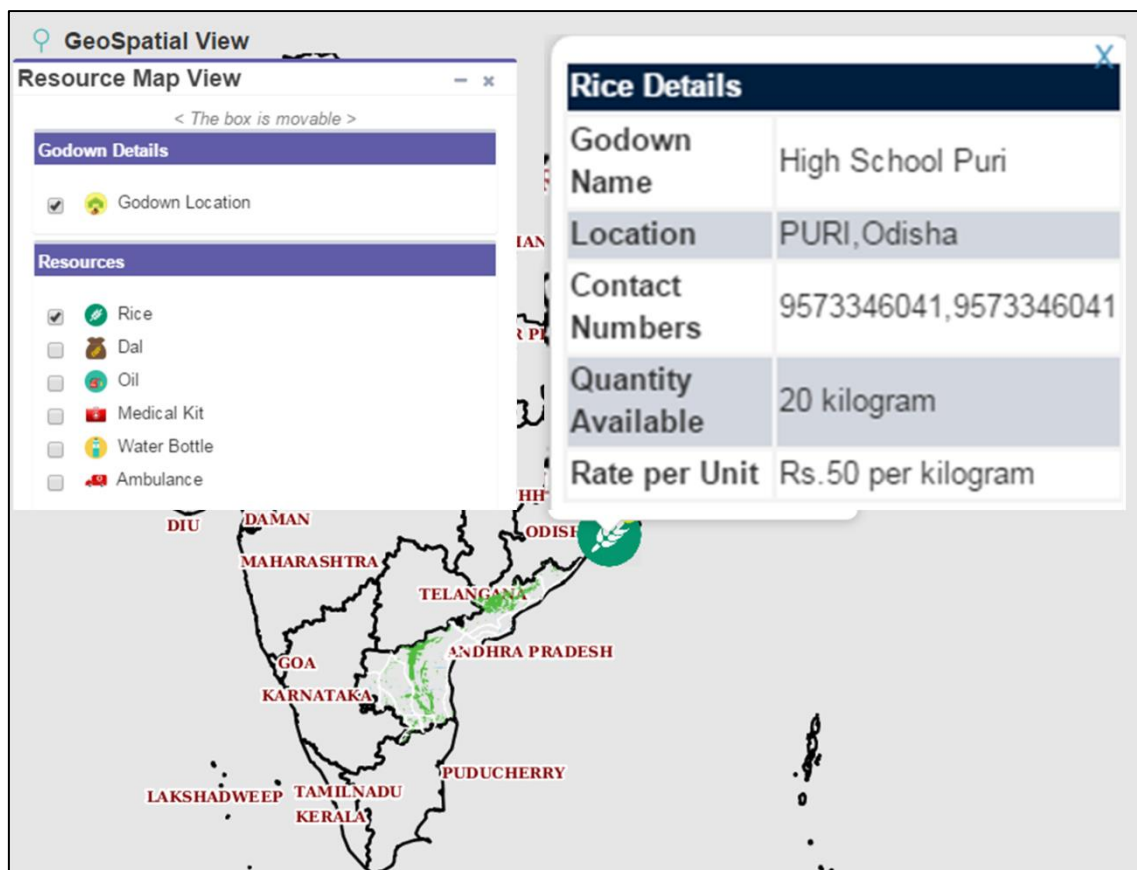 GeoSpatial View
Resource Map View
< The box is movable >
Godown Details
Godown Location
Resources
Rice
Dal
Oil
Medical Kit
Water Bottle
Ambulance
X
Rice Details
Godown Name
High School Puri
Location
PURI,Odisha
Contact Numbers
9573346041,9573346041
Quantity Available
20 kilogram
Rate per Unit
Rs.50 per kilogram
DIU
DAMAN
MAHARASHTRA
TELANGANA
ANDHRA PRADESH
GOA
KARNATAKA
PUDUCHERRY
LAKSHADWEEP
TAMILNADU
KERALA